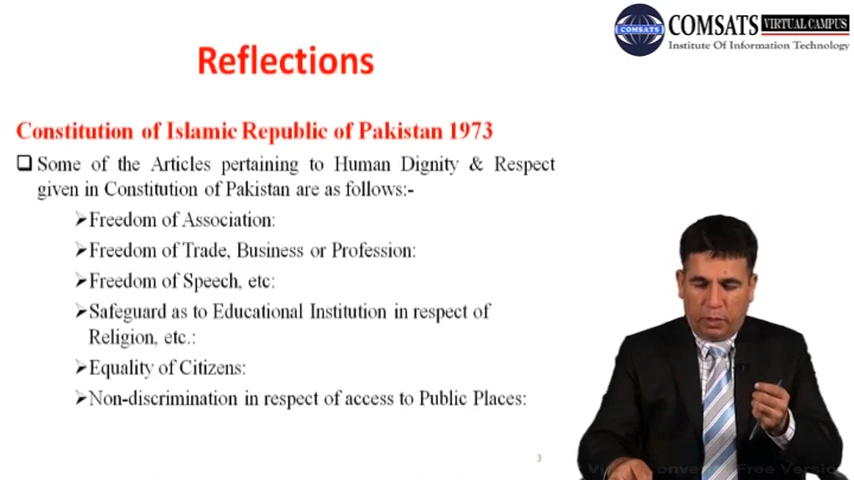 COMSATS VIRTUAL CAMPUS
COMSATS
Institute Of Information Technology
Reflections
Constitution of Islamic Republic of Pakistan 1973
❑ Some of the Articles pertaining to Human Dignity & Respect
given in Constitution of Pakistan are as follows:-
➢Freedom of Association:
➢Freedom of Trade, Business or Profession:
➢Freedom of Speech, etc:
➢Safeguard as to Educational Institution in respect of
Religion, etc.:
➢Equality of Citizens:
➢Non-discrimination in respect of access to Public Places:
3
Free Version